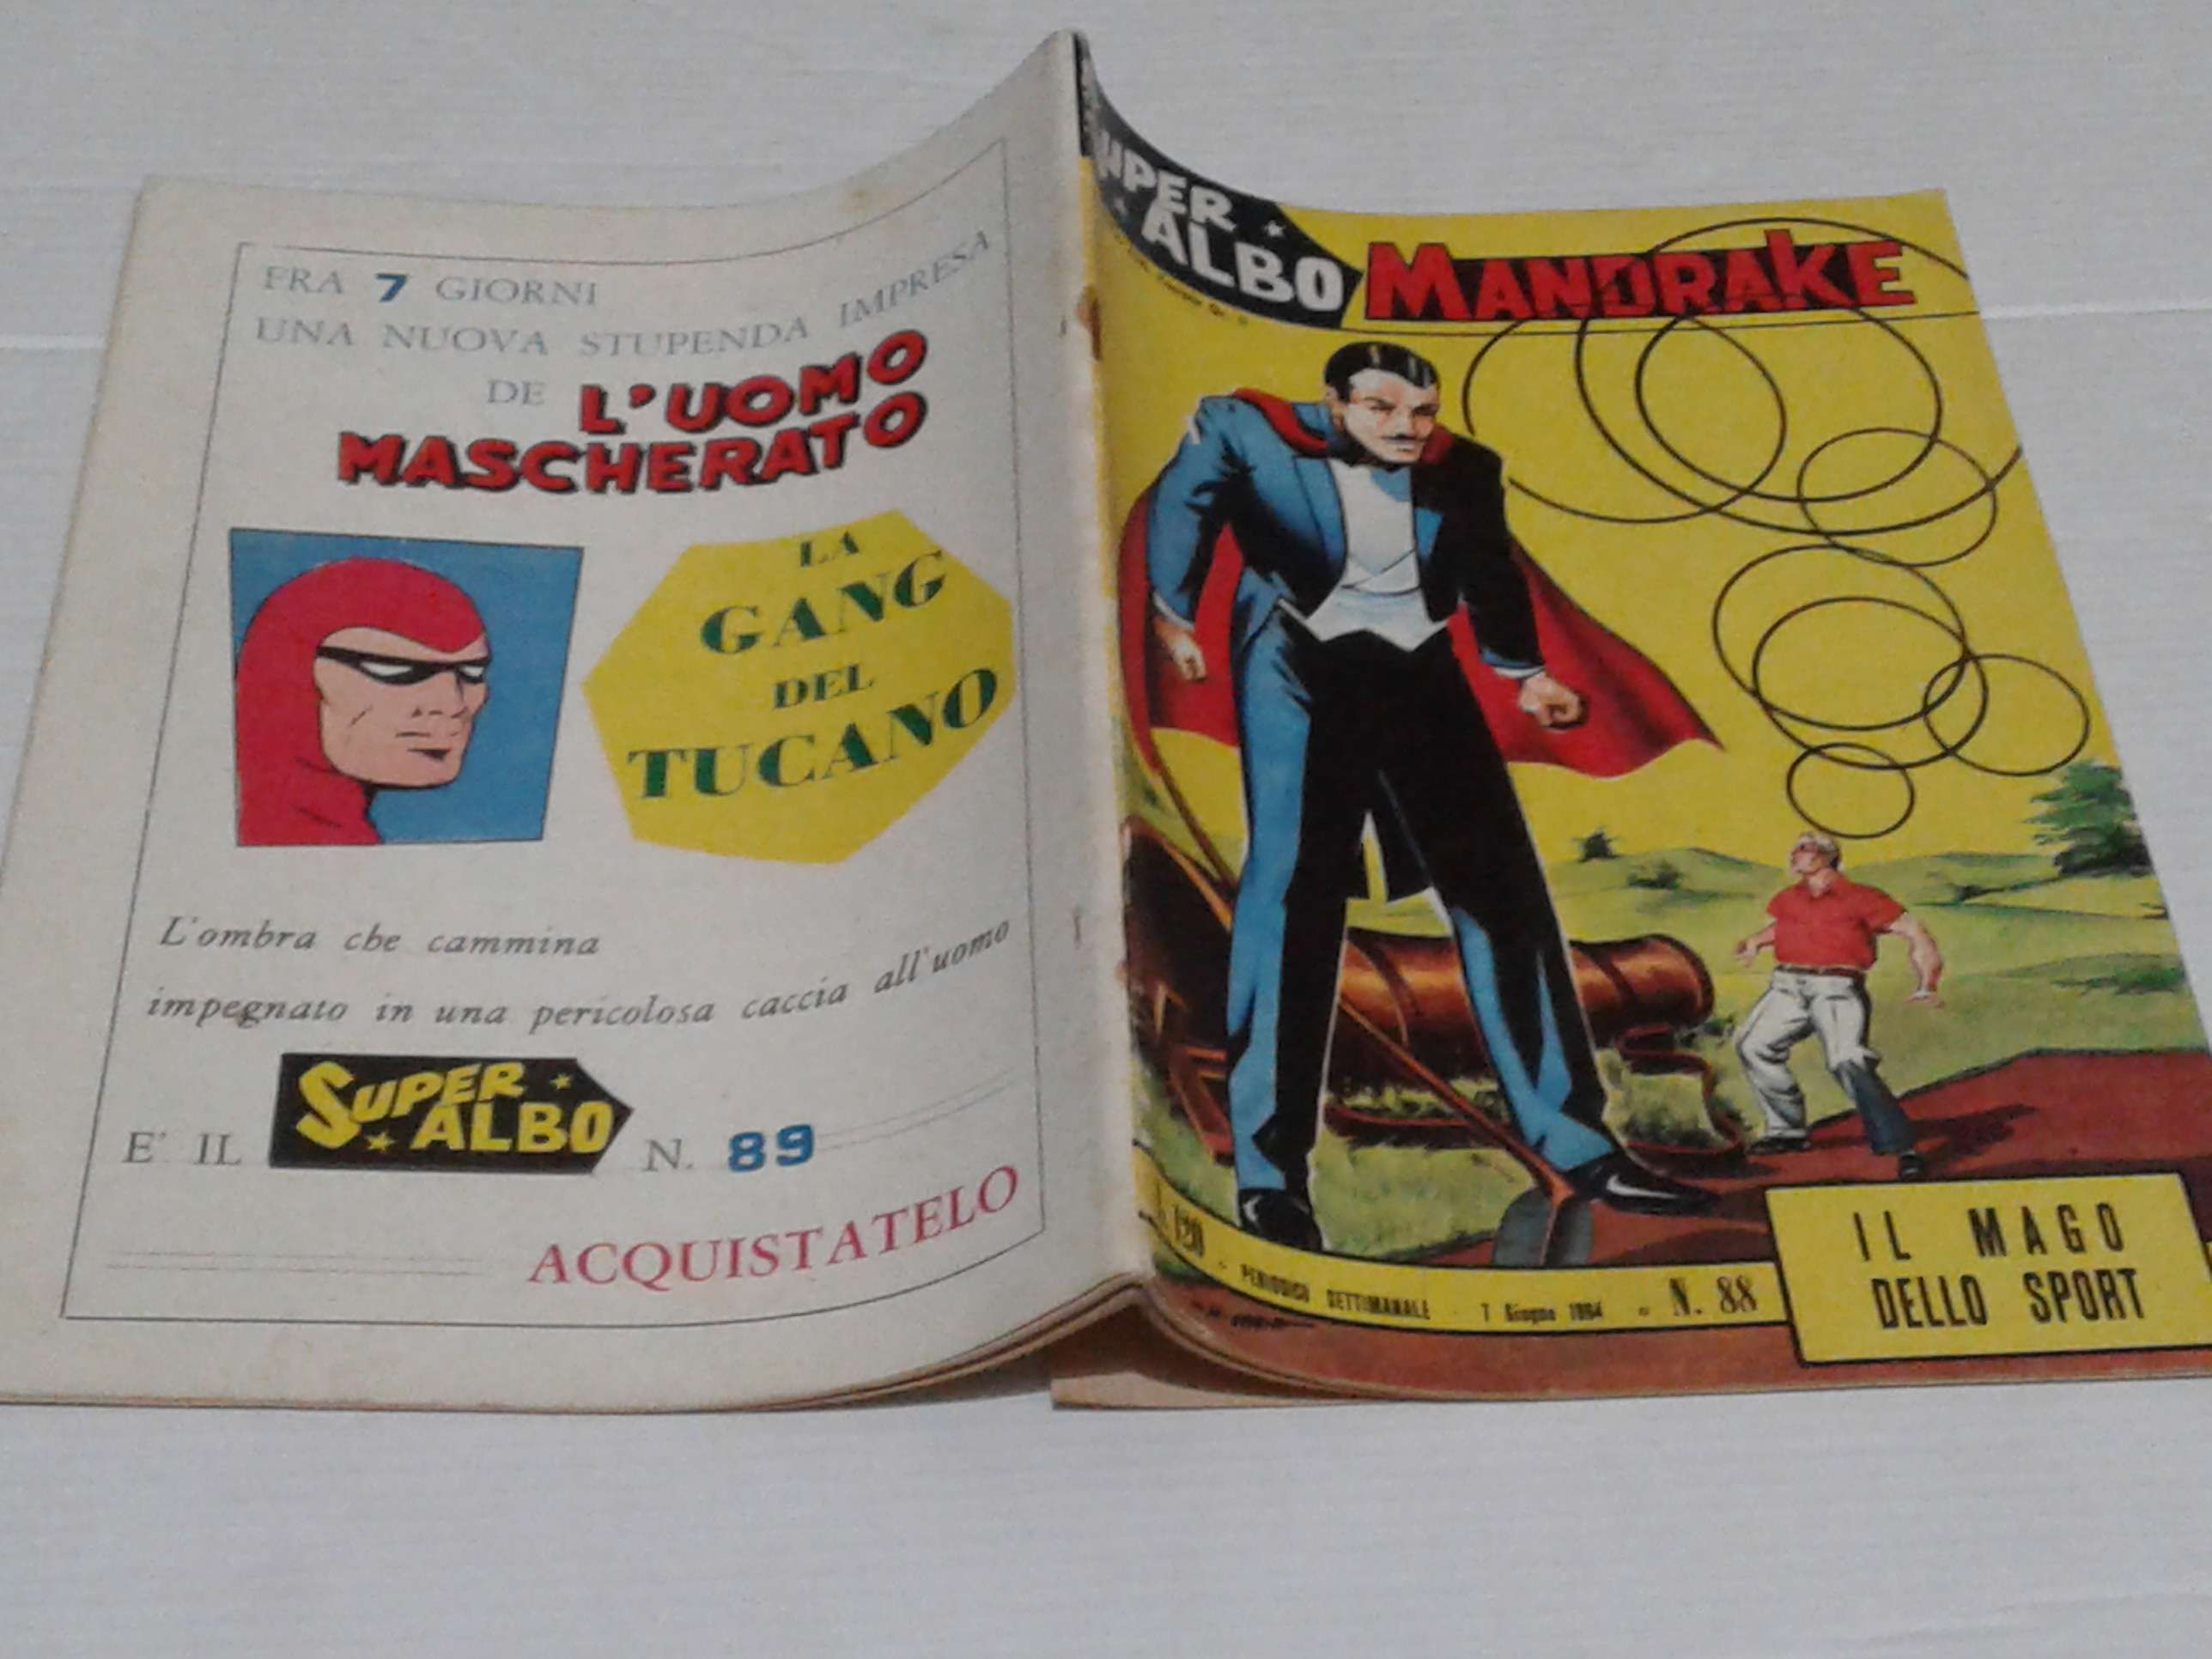 FRA 7 GIORNI
UNA NUOVA STUPENDA IMPRESA
DE L'UOMO
MASCHERATO
LA
GANG
DEL
TUCANO
L'ombra che cammina
impegnato in una pericolosa caccia all'uomo
E' IL SUPER ALBO N. 89
ACQUISTATELO
SUPER
ALBO
MANDRAKE
L. 120 - PERIODICO SETTIMANALE - 7 Giugno 1964 - N. 88
IL MAGO
DELLO SPORT